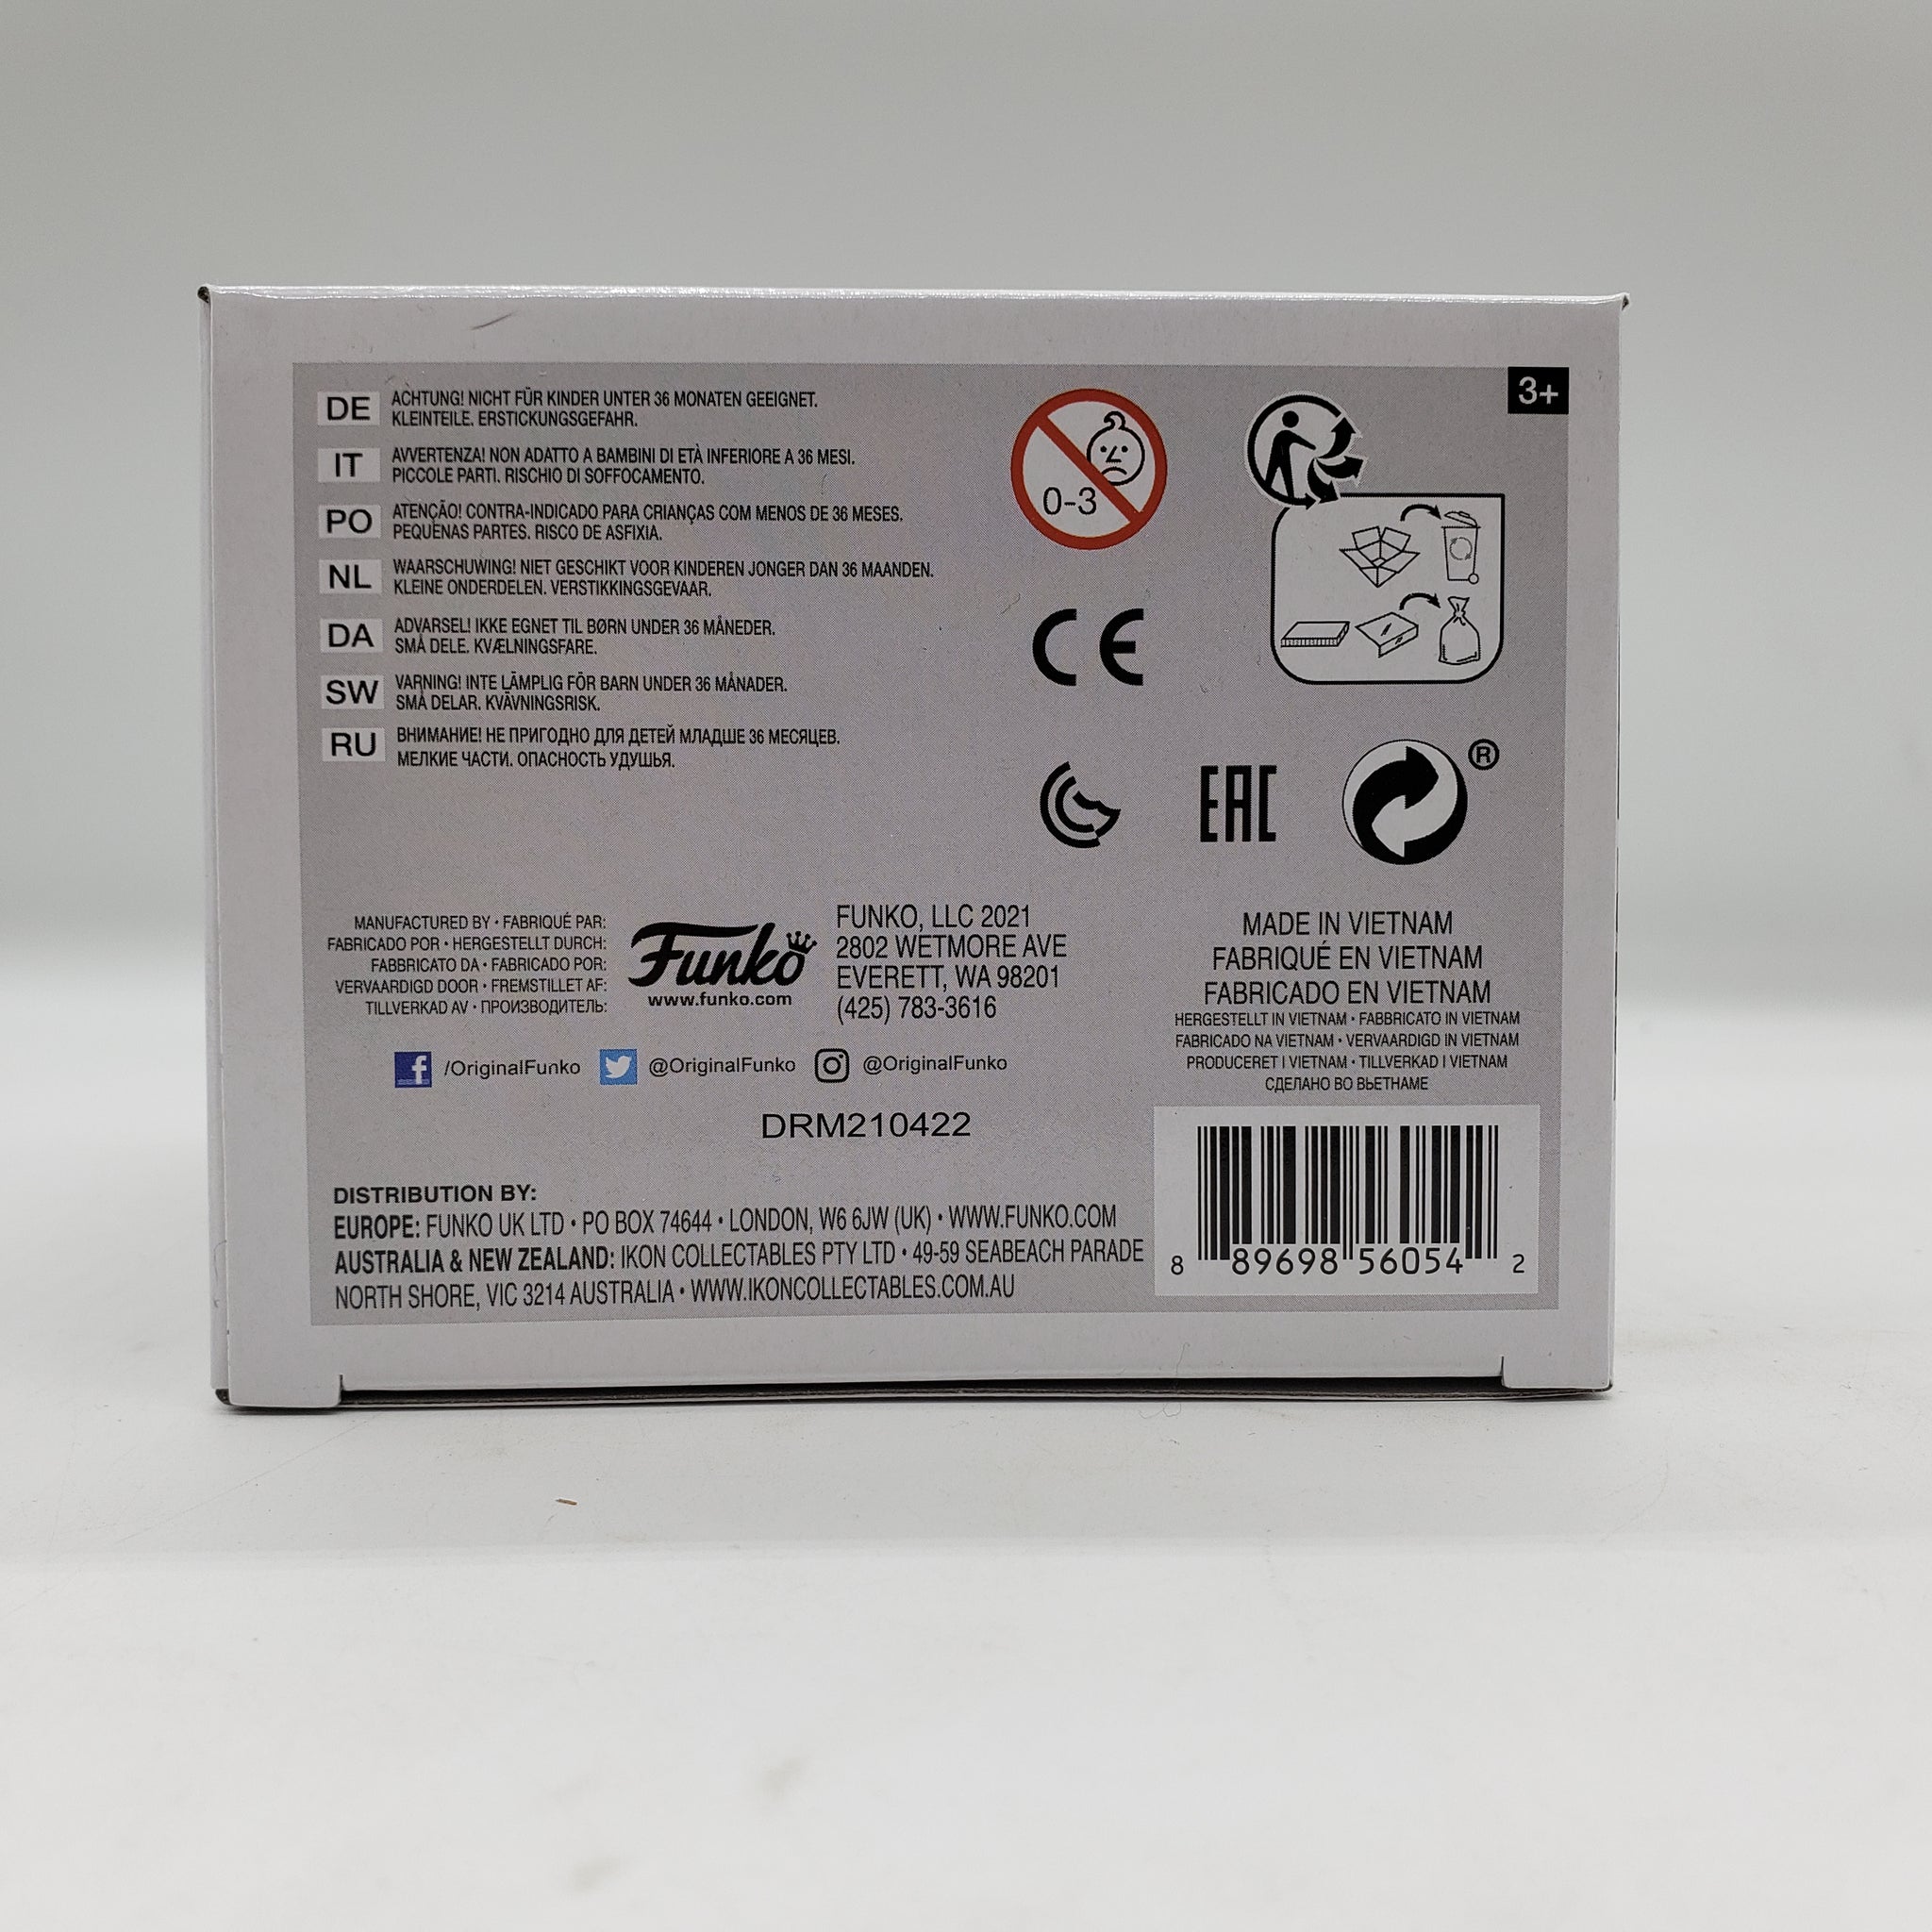 3+
DE
ACHTUNG! NICHT FÜR KINDER UNTER 36 MONATEN GEEIGNET.
KLEINTEILE. ERSTICKUNGSGEFAHR.
IT
AVVERTENZA! NON ADATTO A BAMBINI DI ETÀ INFERIORE A 36 MESI.
PICCOLE PARTI. RISCHIO DI SOFFOCAMENTO.
PO
ATENÇÃO! CONTRA-INDICADO PARA CRIANÇAS COM MENOS DE 36 MESES.
PEQUENAS PARTES. RISCO DE ASFIXIA.
NL
WAARSCHUWING! NIET GESCHIKT VOOR KINDEREN JONGER DAN 36 MAANDEN.
KLEINE ONDERDELEN. VERSTIKKINGSGEVAAR.
DA
ADVARSEL! IKKE EGNET TIL BØRN UNDER 36 MÅNEDER.
SMÅ DELE. KVÆLNINGSFARE.
SW
VARNING! INTE LÄMPLIG FÖR BARN UNDER 36 MÅNADER.
SMÅ DELAR. KVÄVNINGSRISK.
RU
ВНИМАНИЕ! НЕ ПРИГОДНО ДЛЯ ДЕТЕЙ МЛАДШЕ 36 МЕСЯЦЕВ.
МЕЛКИЕ ЧАСТИ. ОПАСНОСТЬ УДУШЬЯ.
0-3
CE
EAC
®
MANUFACTURED BY • FABRIQUÉ PAR:
FABRICADO POR • HERGESTELLT DURCH:
FABBRICATO DA • FABRICADO POR:
VERVAARDIGD DOOR • FREMSTILLET AF:
TILLVERKAD AV • ПРОИЗВОДИТЕЛЬ:
Funko
www.funko.com
FUNKO, LLC 2021
2802 WETMORE AVE
EVERETT, WA 98201
(425) 783-3616
MADE IN VIETNAM
FABRIQUÉ EN VIETNAM
FABRICADO EN VIETNAM
HERGESTELLT IN VIETNAM • FABBRICATO IN VIETNAM
FABRICADO NA VIETNAM • VERVAARDIGD IN VIETNAM
PRODUCERET I VIETNAM • TILLVERKAD I VIETNAM
СДЕЛАНО ВО ВЬЕТНАМЕ
/OriginalFunko @OriginalFunko @OriginalFunko
DRM210422
DISTRIBUTION BY:
EUROPE: FUNKO UK LTD • PO BOX 74644 • LONDON, W6 6JW (UK) • WWW.FUNKO.COM
AUSTRALIA & NEW ZEALAND: IKON COLLECTABLES PTY LTD • 49-59 SEABEACH PARADE
NORTH SHORE, VIC 3214 AUSTRALIA • WWW.IKONCOLLECTABLES.COM.AU
8 89698 56054 2